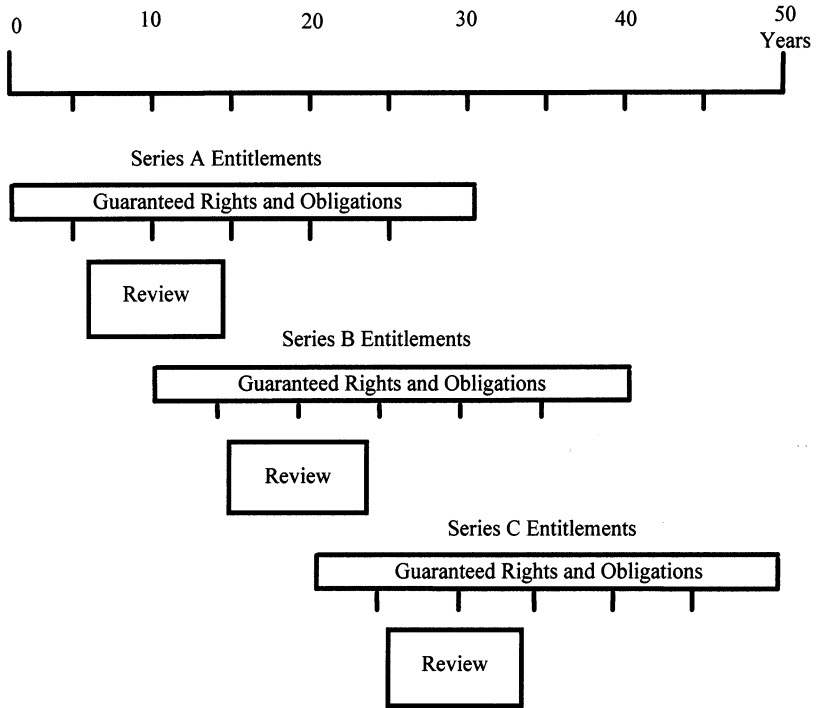 0 10 20 30 40 50
Years
Series A Entitlements
Guaranteed Rights and Obligations
Review
Series B Entitlements
Guaranteed Rights and Obligations
Review
Series C Entitlements
Guaranteed Rights and Obligations
Review